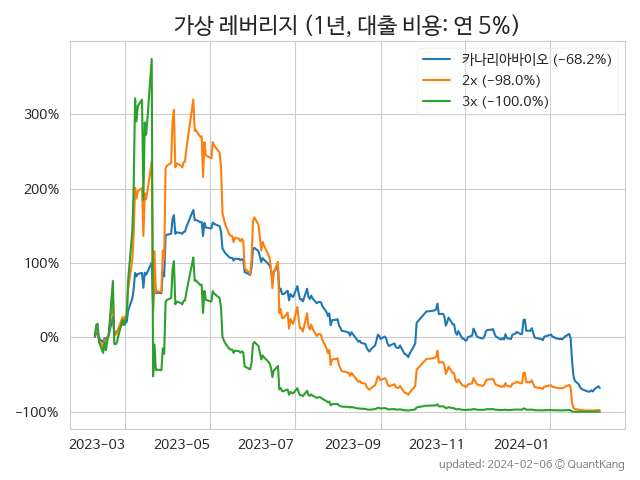 가상 레버리지 (1년, 대출 비용: 연 5%)
카나리아바이오 (−68.2%)
2x (−98.0%)
3x (−100.0%)
300%
200%
100%
0%
−100%
2023−03
2023−05
2023−07
2023−09
2023−11
2024−01
updated: 2024-02-06 © QuantKang